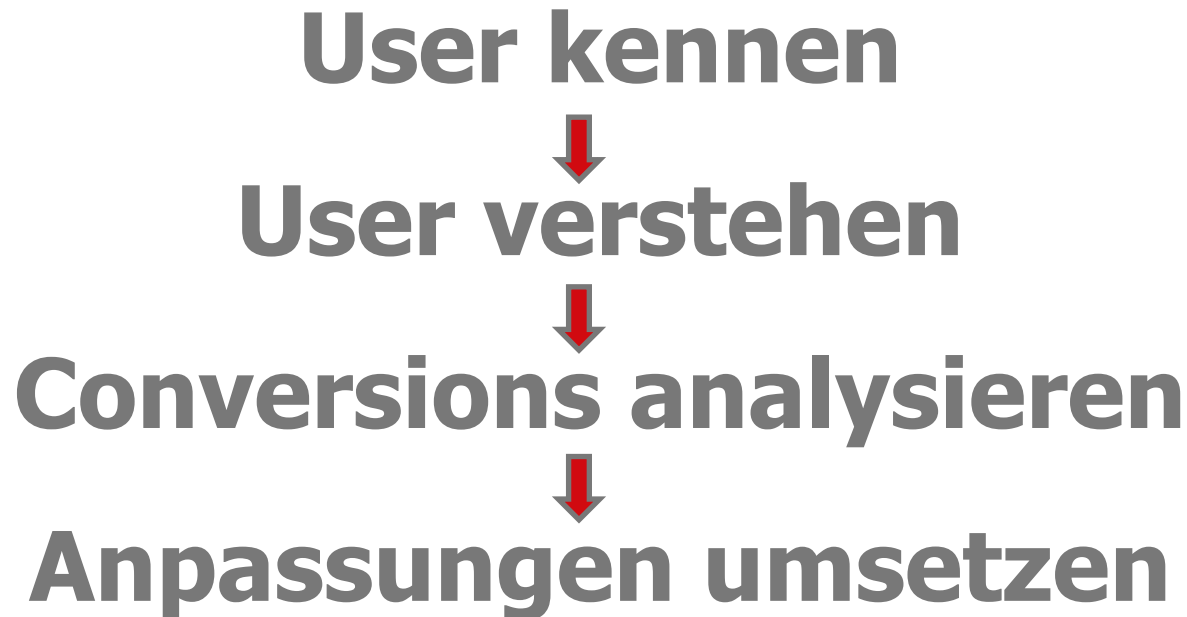 User kennen
User verstehen
Conversions analysieren
Anpassungen umsetzen